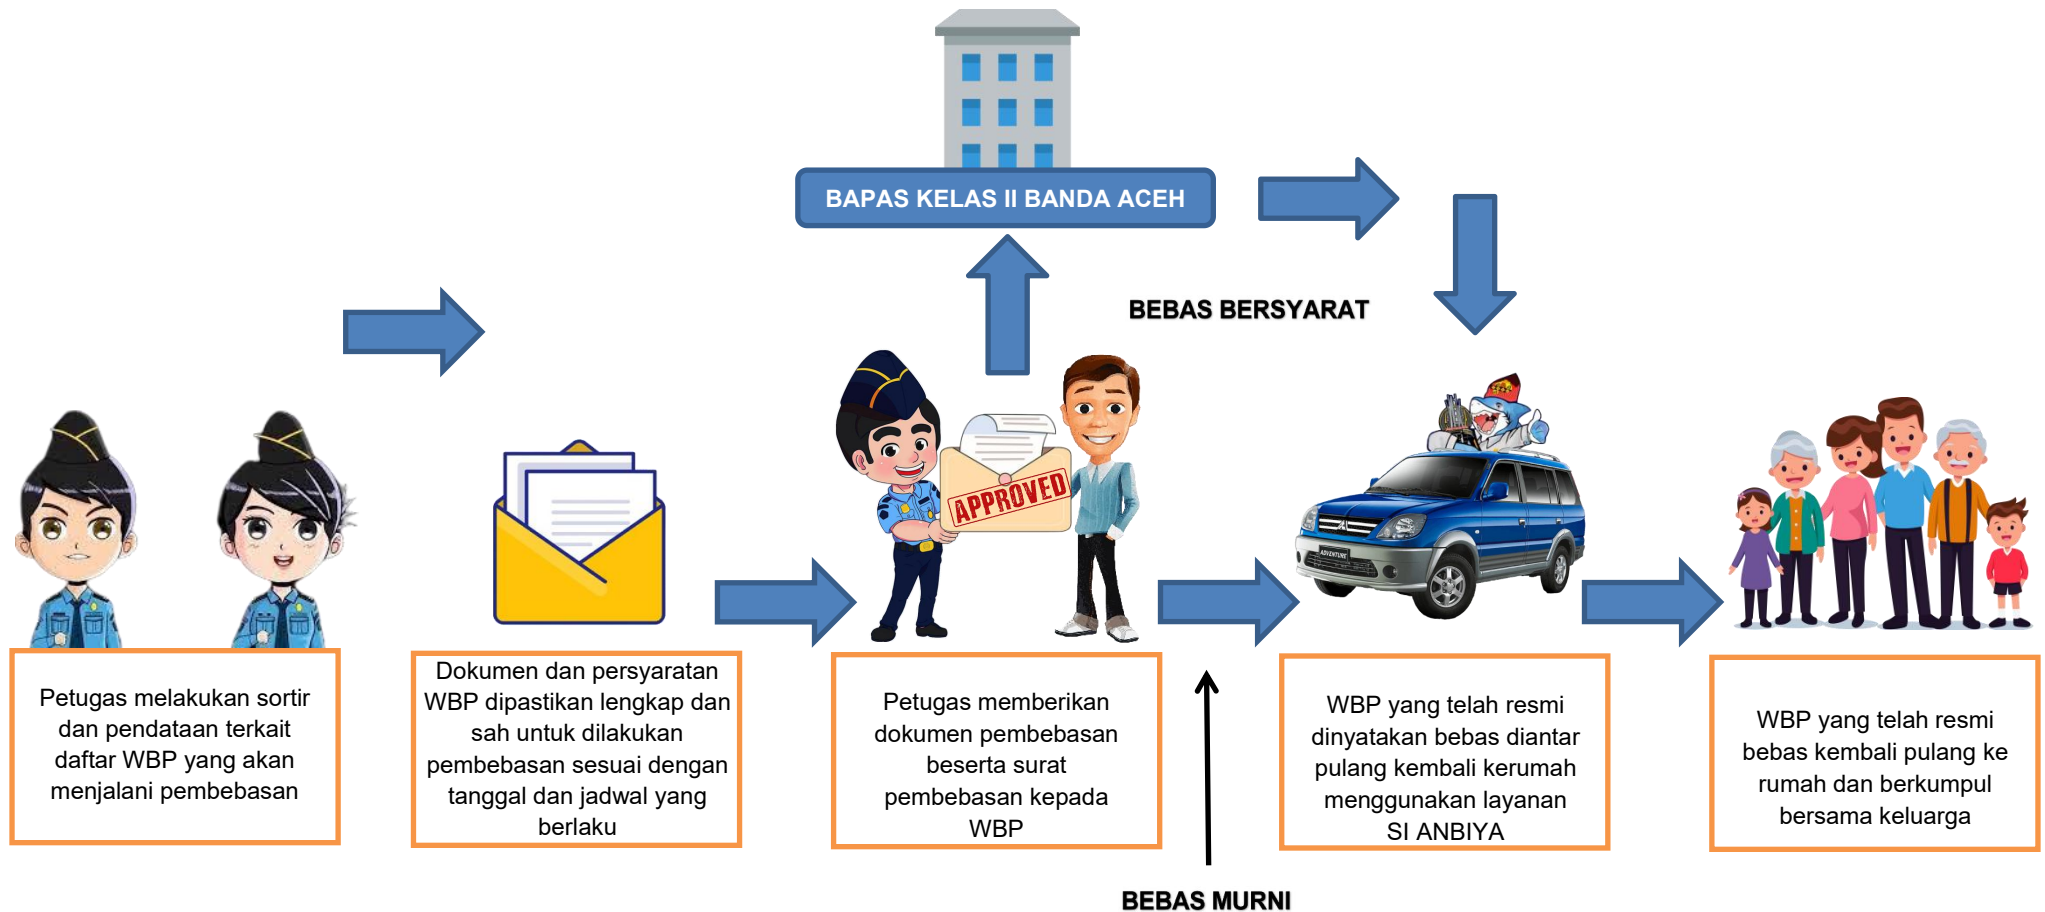 BAPAS KELAS II BANDA ACEH
BEBAS BERSYARAT
APPROVED
ADVENTURE
Petugas melakukan sortir
dan pendataan terkait
daftar WBP yang akan
menjalani pembebasan
Dokumen dan persyaratan
WBP dipastikan lengkap dan
sah untuk dilakukan
pembebasan sesuai dengan
tanggal dan jadwal yang
berlaku
Petugas memberikan
dokumen pembebasan
beserta surat
pembebasan kepada
WBP
WBP yang telah resmi
dinyatakan bebas diantar
pulang kembali kerumah
menggunakan layanan
SI ANBIYA
WBP yang telah resmi
bebas kembali pulang ke
rumah dan berkumpul
bersama keluarga
BEBAS MURNI